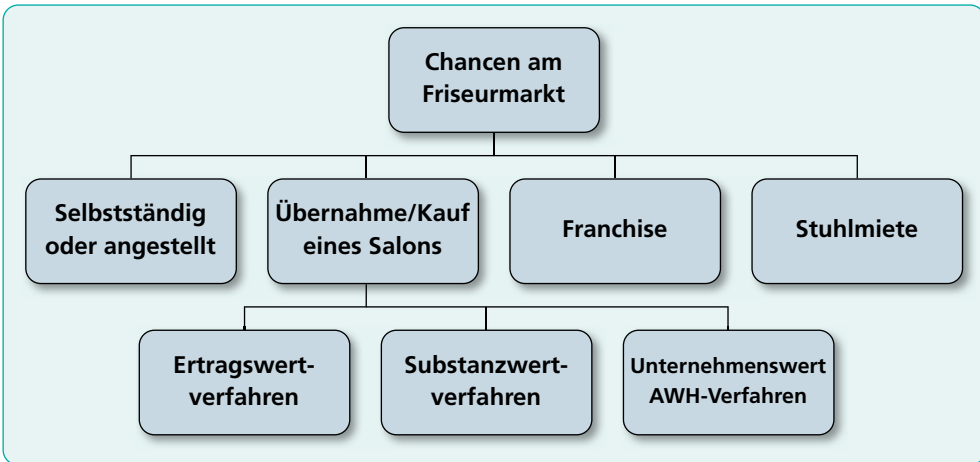 Chancen am
Friseurmarkt
Selbstständig
oder angestellt
Übernahme/Kauf
eines Salons
Franchise
Stuhlmiete
Ertragswert-
verfahren
Substanzwert-
verfahren
Unternehmenswert
AWH-Verfahren